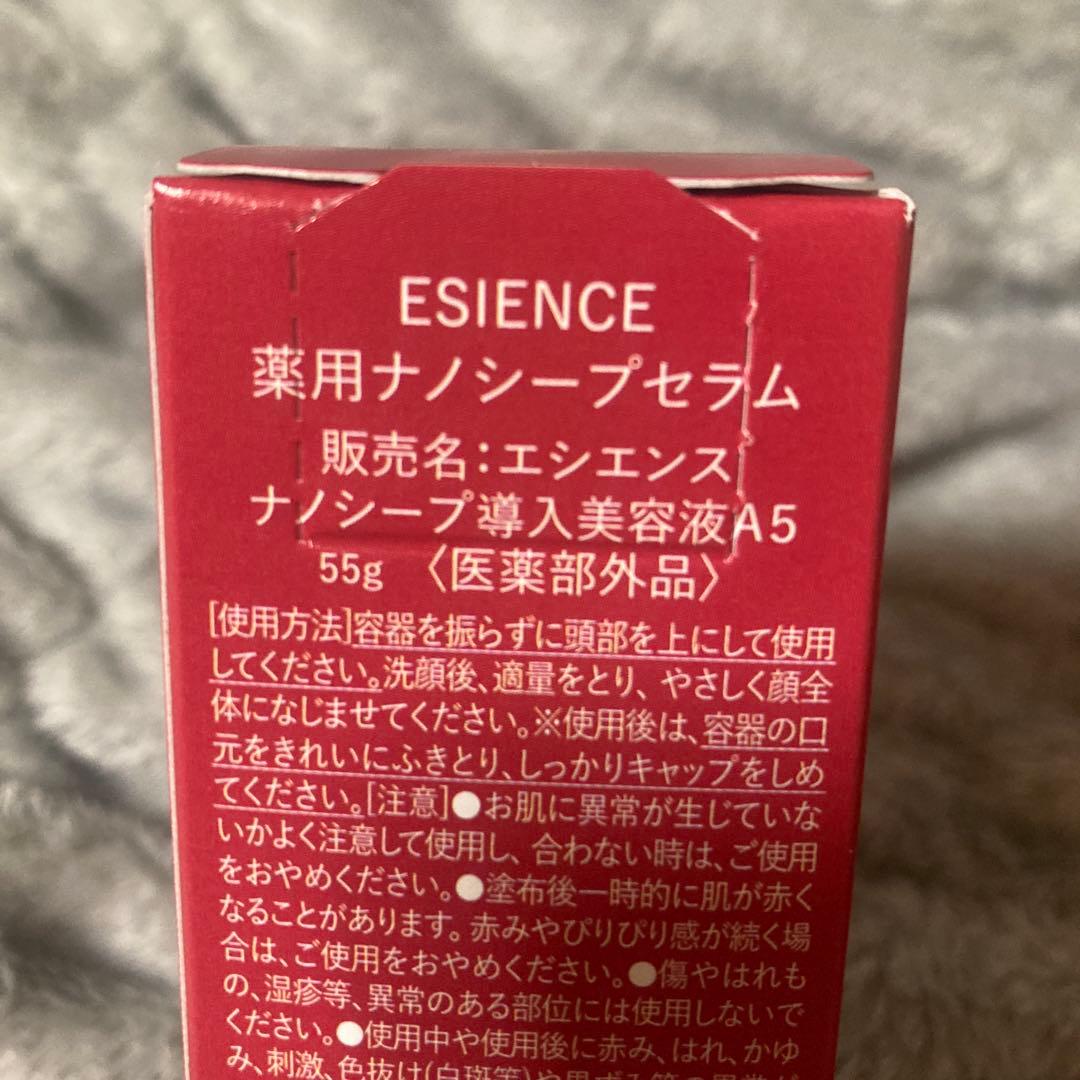 ESIENCE
薬用ナノシープセラム
販売名:エシエンス
ナノシープ導入美容液A5
55g 〈医薬部外品〉
[使用方法]容器を振らずに頭部を上にして使用
してください。洗顔後、適量をとり、やさしく顔全
体になじませてください。※使用後は、容器の口
元をきれいにふきとり、しっかりキャップをしめ
てください。[注意]●お肌に異常が生じていな
いかよく注意して使用し、合わない時は、ご使用
をおやめください。●塗布後一時的に肌が赤く
なることがあります。赤みやぴりぴり感が続く場
合は、ご使用をおやめください。●傷やはれも
の、湿疹等、異常のある部位には使用しないで
ください。●使用中や使用後に赤み、はれ、かゆ
み、刺激、色抜け(白斑等)や黒ずみ等の異常が